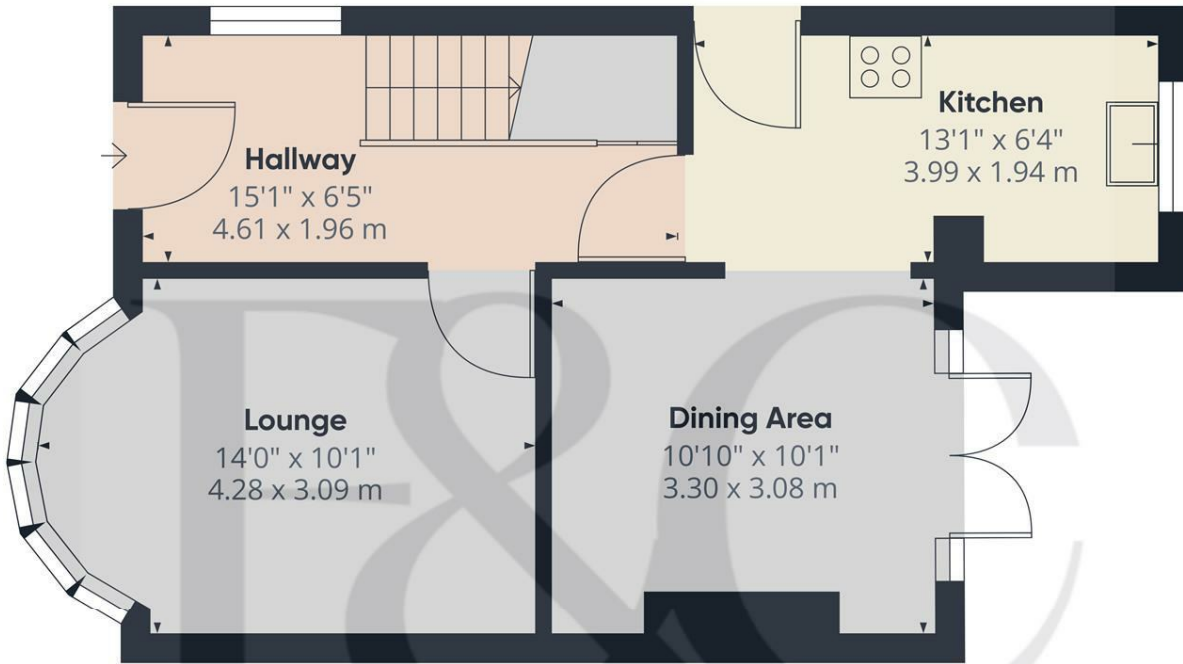 Hallway
15'1" x 6'5"
4.61 x 1.96 m
Kitchen
13'1" x 6'4"
3.99 x 1.94 m
Lounge
14'0" x 10'1"
4.28 x 3.09 m
Dining Area
10'10" x 10'1"
3.30 x 3.08 m
F&C